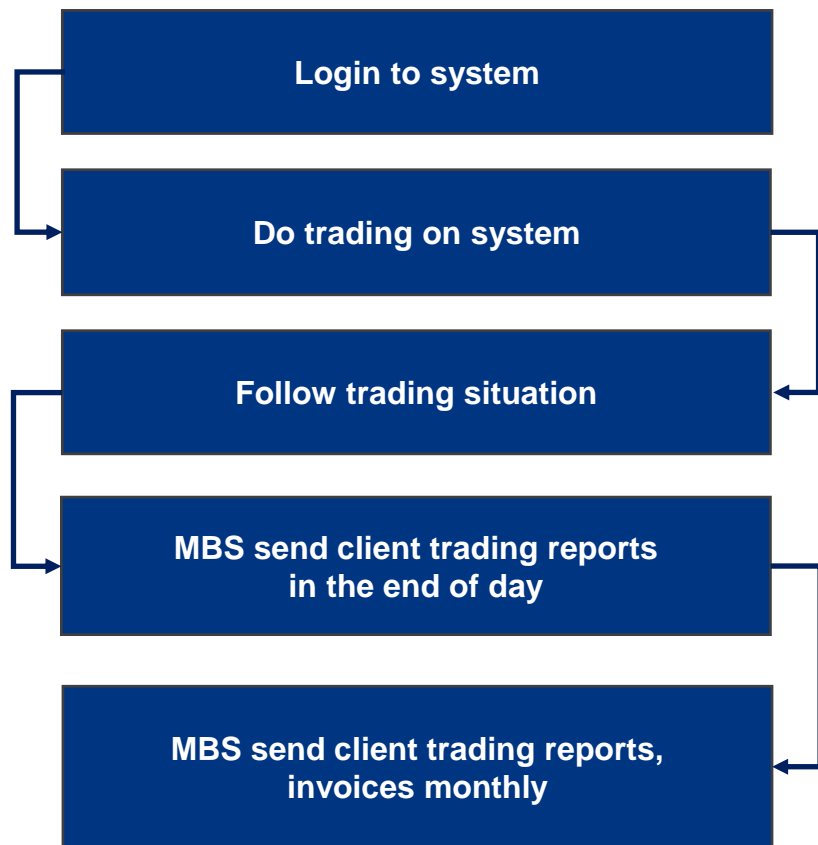 Login to system
Do trading on system
Follow trading situation
MBS send client trading reports
in the end of day
MBS send client trading reports,
invoices monthly